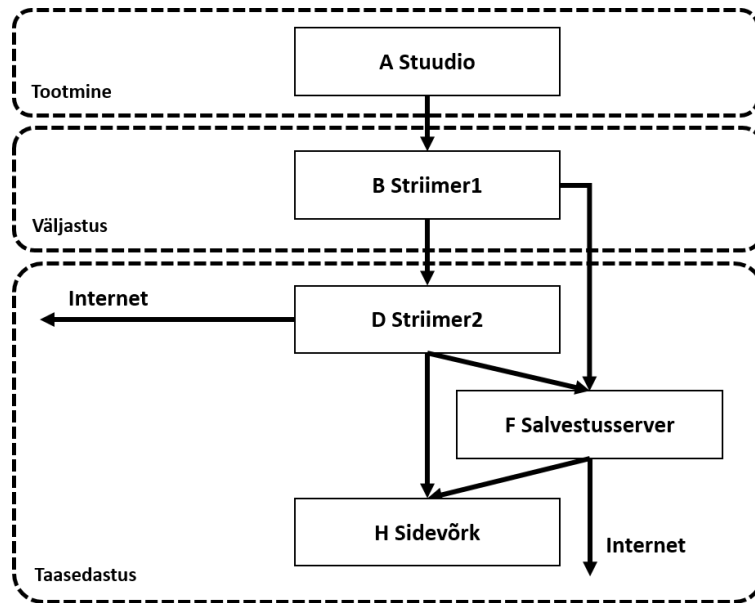 A Stuudio
Tootmine
B Striimer1
Väljastus
Internet
D Striimer2
F Salvestusserver
H Sidevõrk
Internet
Taasedastus